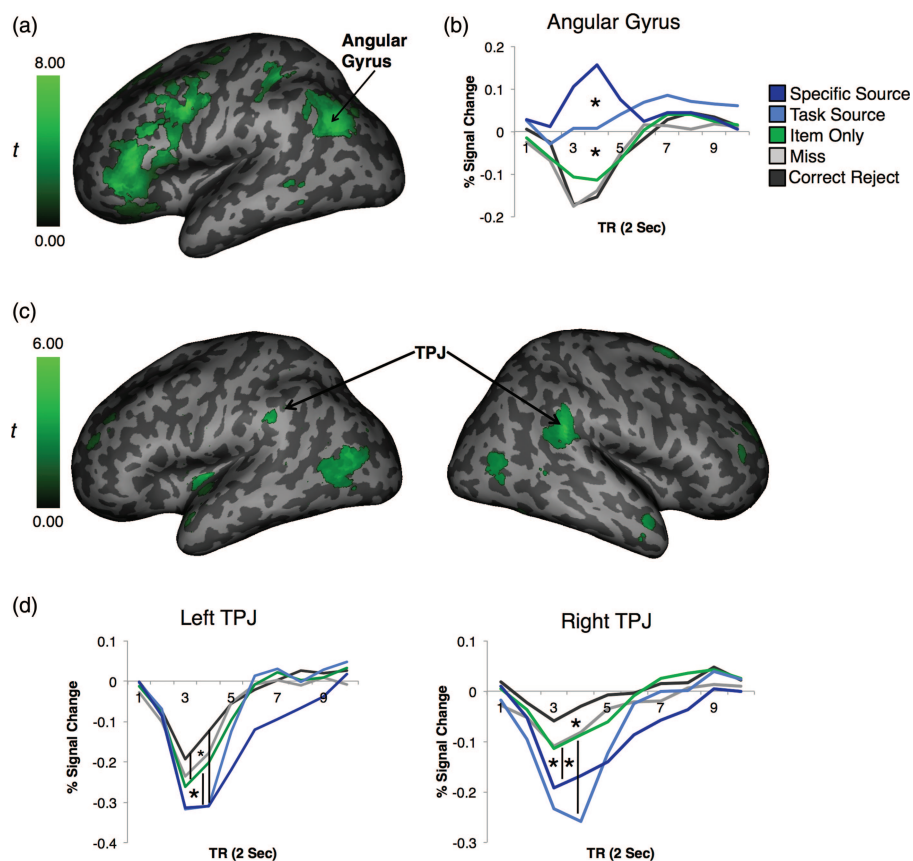 (a)
8.00
t
0.00
Angular
Gyrus
(b)
Angular Gyrus
% Signal Change
0.2
0.1
0
-0.1
-0.2
1 3 5 7 9
*
*
TR (2 Sec)
Specific Source
Task Source
Item Only
Miss
Correct Reject
(c)
6.00
t
0.00
TPJ
(d)
Left TPJ
% Signal Change
0.1
0
-0.1
-0.2
-0.3
-0.4
1 3 5 7 9
*
*
TR (2 Sec)
Right TPJ
% Signal Change
0.1
0
-0.1
-0.2
-0.3
1 3 5 7 9
*
* *
TR (2 Sec)